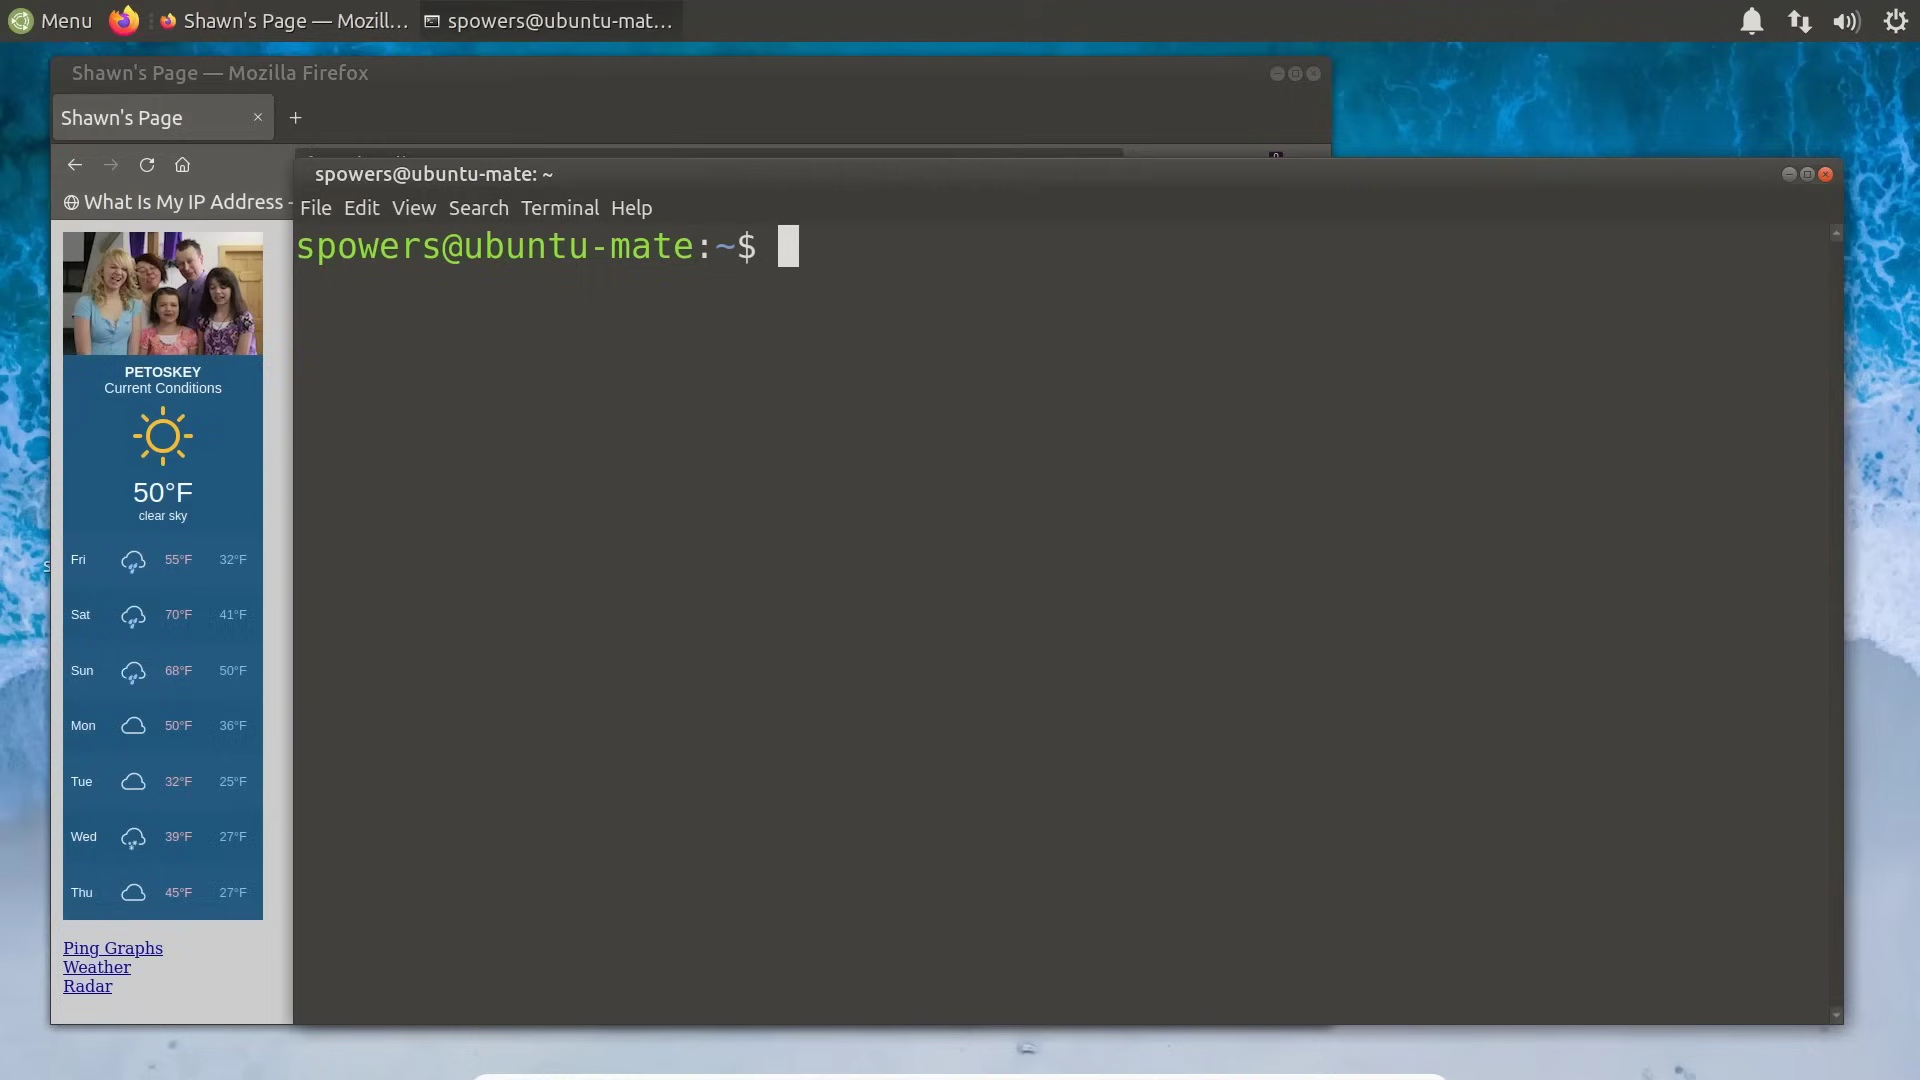 Menu
Shawn's Page — Mozill...
spowers@ubuntu-mat...
Shawn's Page — Mozilla Firefox
Shawn's Page
spowers@ubuntu-mate: ~
What Is My IP Address -
File Edit View Search Terminal Help
spowers@ubuntu-mate:~$
PETOSKEY
Current Conditions
50°F
clear sky
Fri 55°F 32°F
Sat 70°F 41°F
Sun 68°F 50°F
Mon 50°F 36°F
Tue 32°F 25°F
Wed 39°F 27°F
Thu 45°F 27°F
Ping Graphs
Weather
Radar